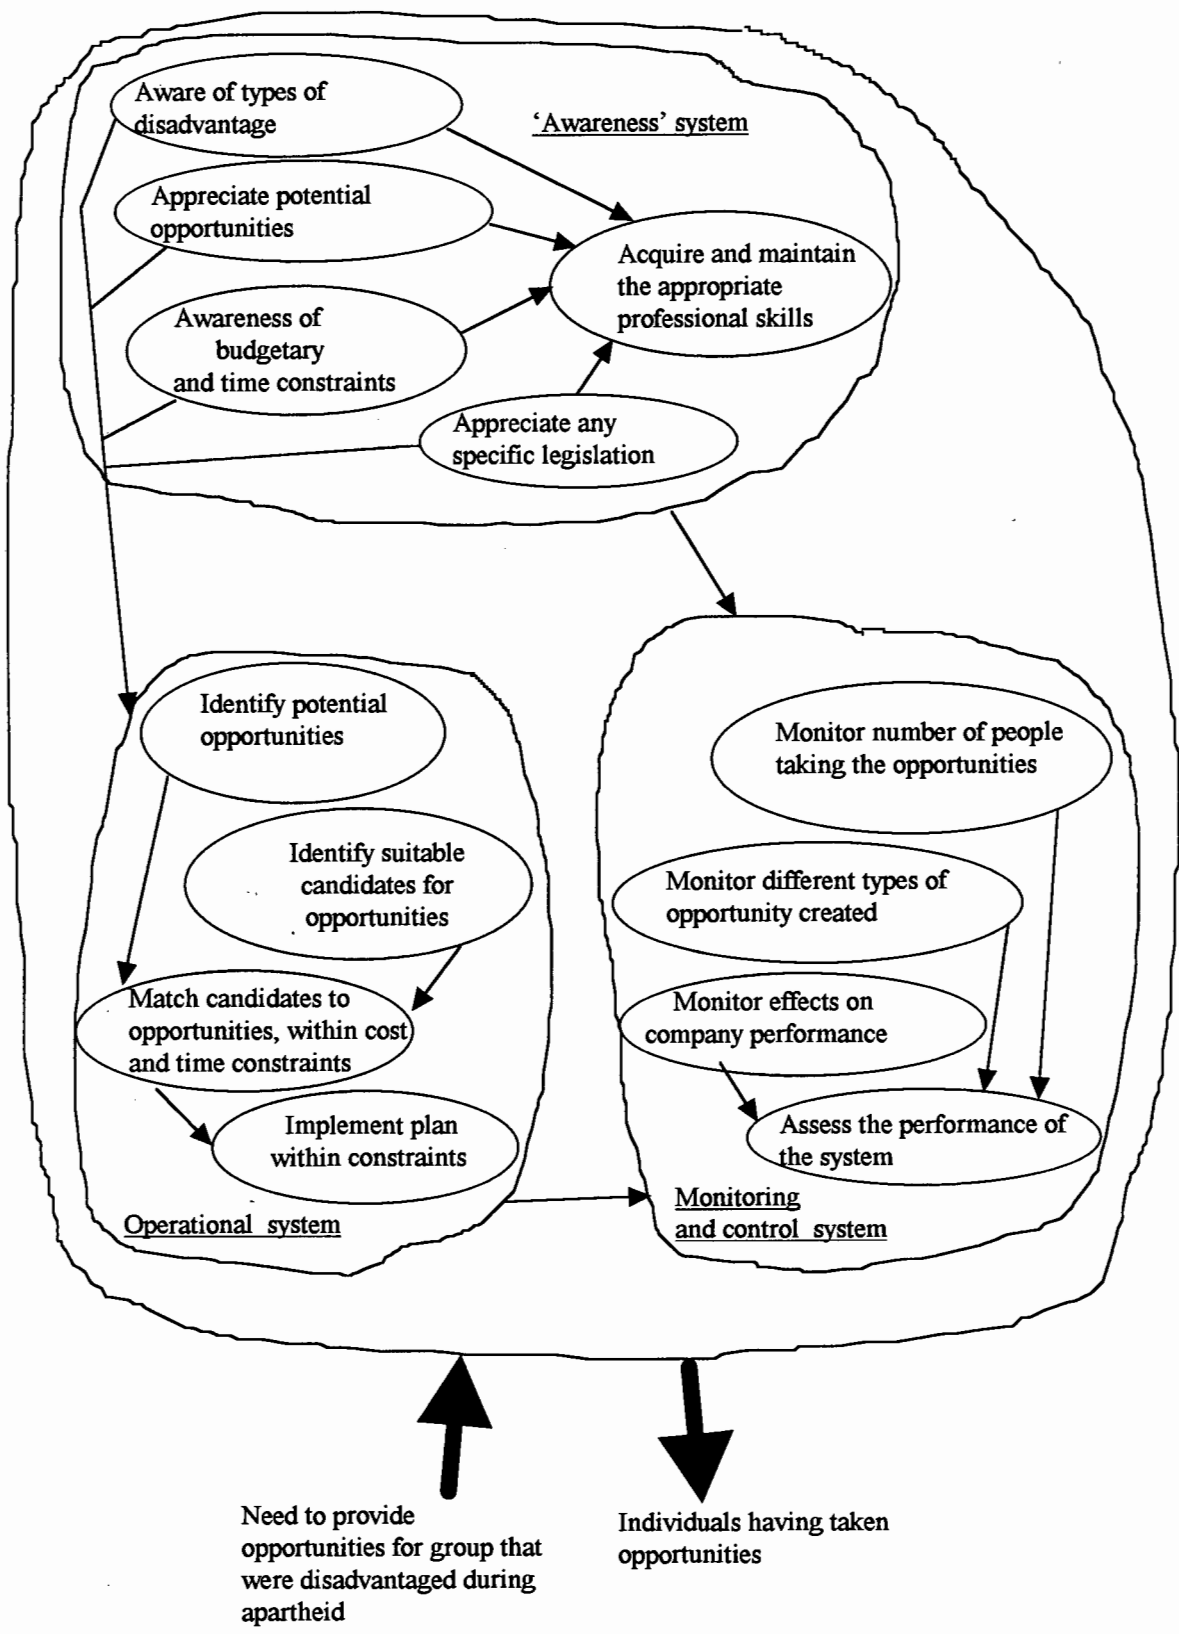 Aware of types of
disadvantage
'Awareness' system
Appreciate potential
opportunities
Acquire and maintain
the appropriate
professional skills
Awareness of
budgetary
and time constraints
Appreciate any
specific legislation
Identify potential
opportunities
Identify suitable
candidates for
opportunities
Match candidates to
opportunities, within cost
and time constraints
Implement plan
within constraints
Operational system
Monitor number of people
taking the opportunities
Monitor different types of
opportunity created
Monitor effects on
company performance
Assess the performance of
the system
Monitoring
and control system
Need to provide
opportunities for group that
were disadvantaged during
apartheid
Individuals having taken
opportunities